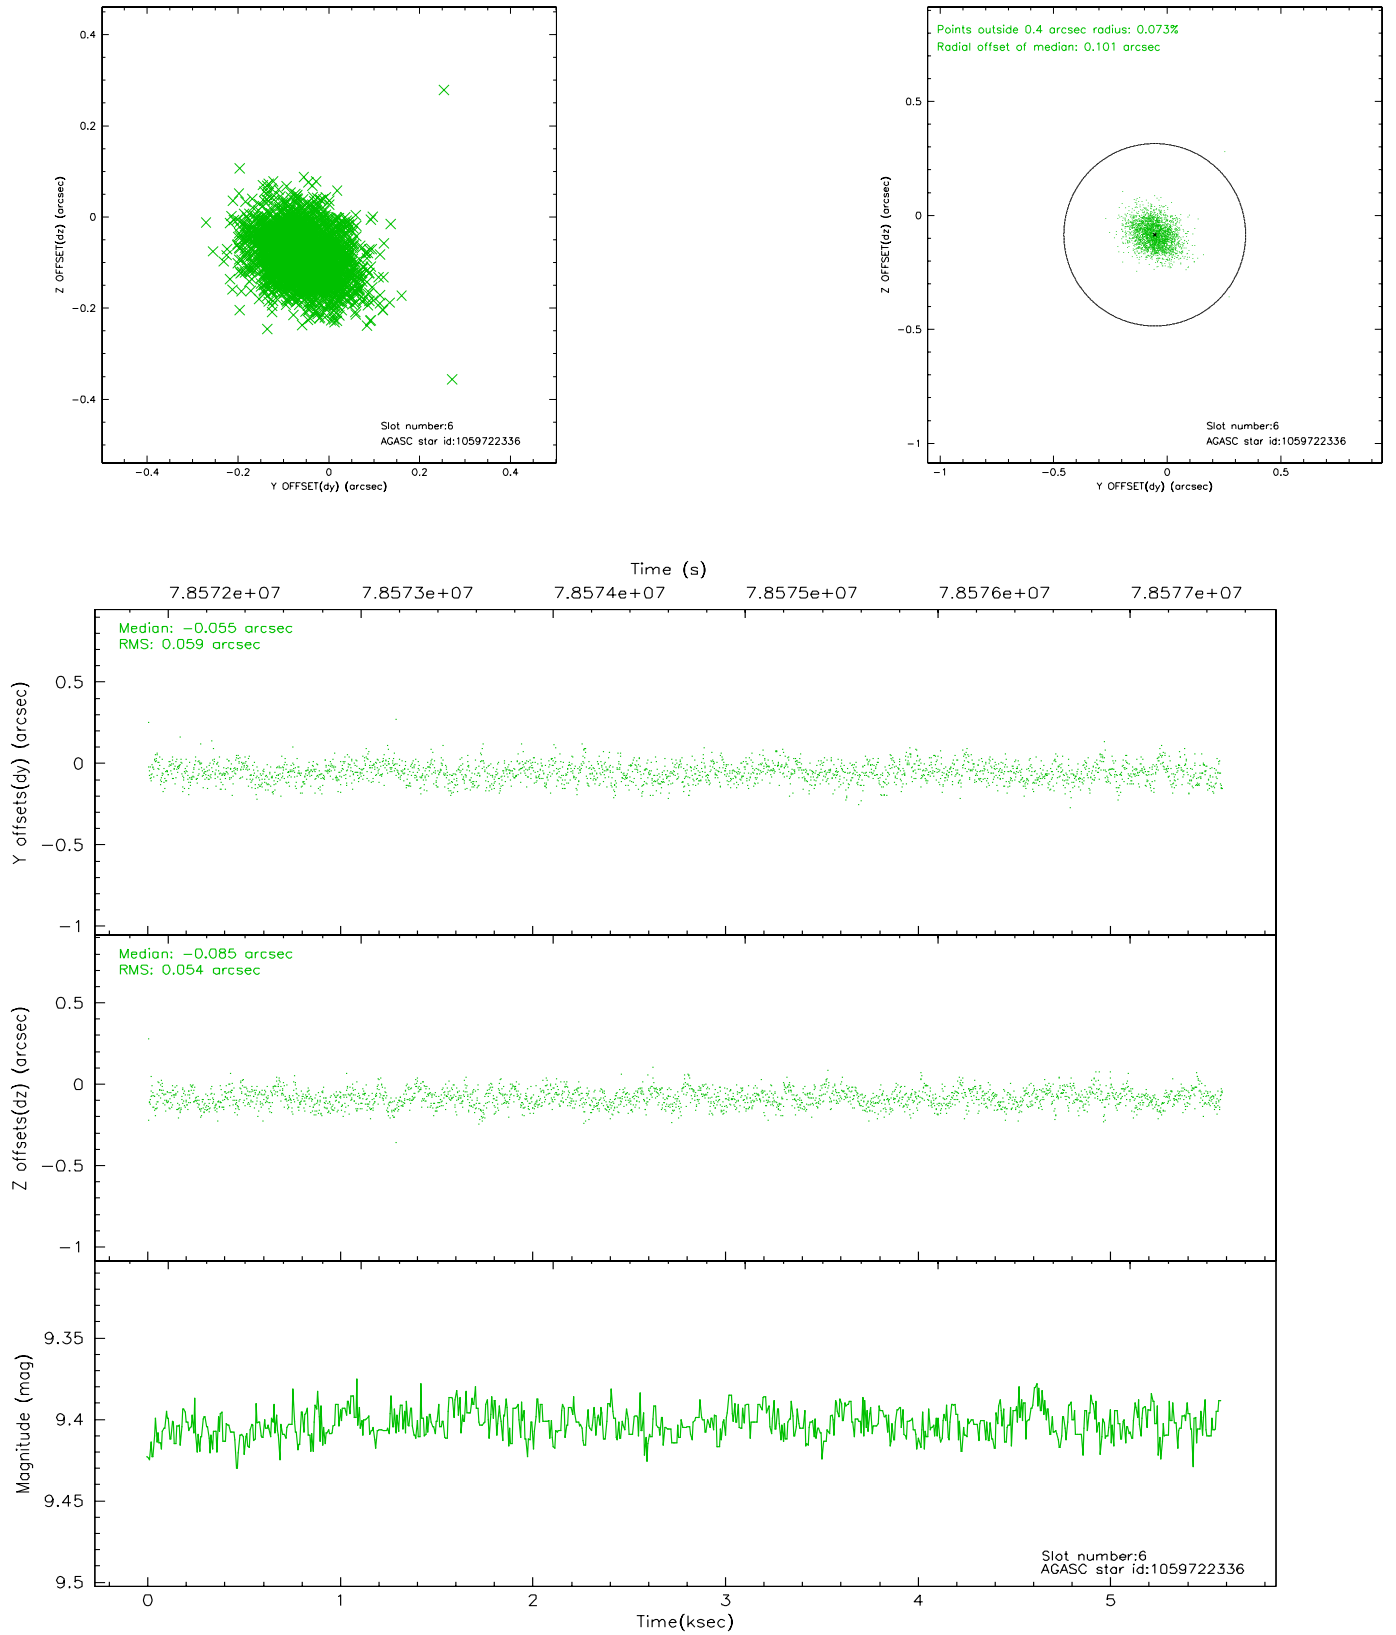 0.4
0.2
0
−0.2
−0.4
Z OFFSET(dz) (arcsec)
Slot number:6
AGASC star id:1059722336
−0.4 −0.2 0 0.2 0.4
Y OFFSET(dy) (arcsec)
Points outside 0.4 arcsec radius: 0.073%
Radial offset of median: 0.101 arcsec
0.5
0
−0.5
−1
Z OFFSET(dz) (arcsec)
Slot number:6
AGASC star id:1059722336
−1 −0.5 0 0.5
Y OFFSET(dy) (arcsec)
Time (s)
7.8572e+07 7.8573e+07 7.8574e+07 7.8575e+07 7.8576e+07 7.8577e+07
Median: −0.055 arcsec
RMS: 0.059 arcsec
0.5
0
−0.5
−1
Y offsets(dy) (arcsec)
Median: −0.085 arcsec
RMS: 0.054 arcsec
0.5
0
−0.5
−1
Z offsets(dz) (arcsec)
9.35
9.4
9.45
9.5
Magnitude (mag)
Slot number:6
AGASC star id:1059722336
0 1 2 3 4 5
Time(ksec)